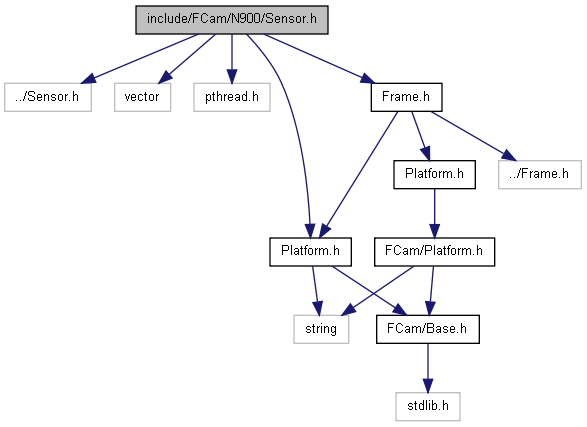 include/FCam/N900/Sensor.h
../Sensor.h
vector
pthread.h
Frame.h
Platform.h
../Frame.h
Platform.h
FCam/Platform.h
string
FCam/Base.h
stdlib.h